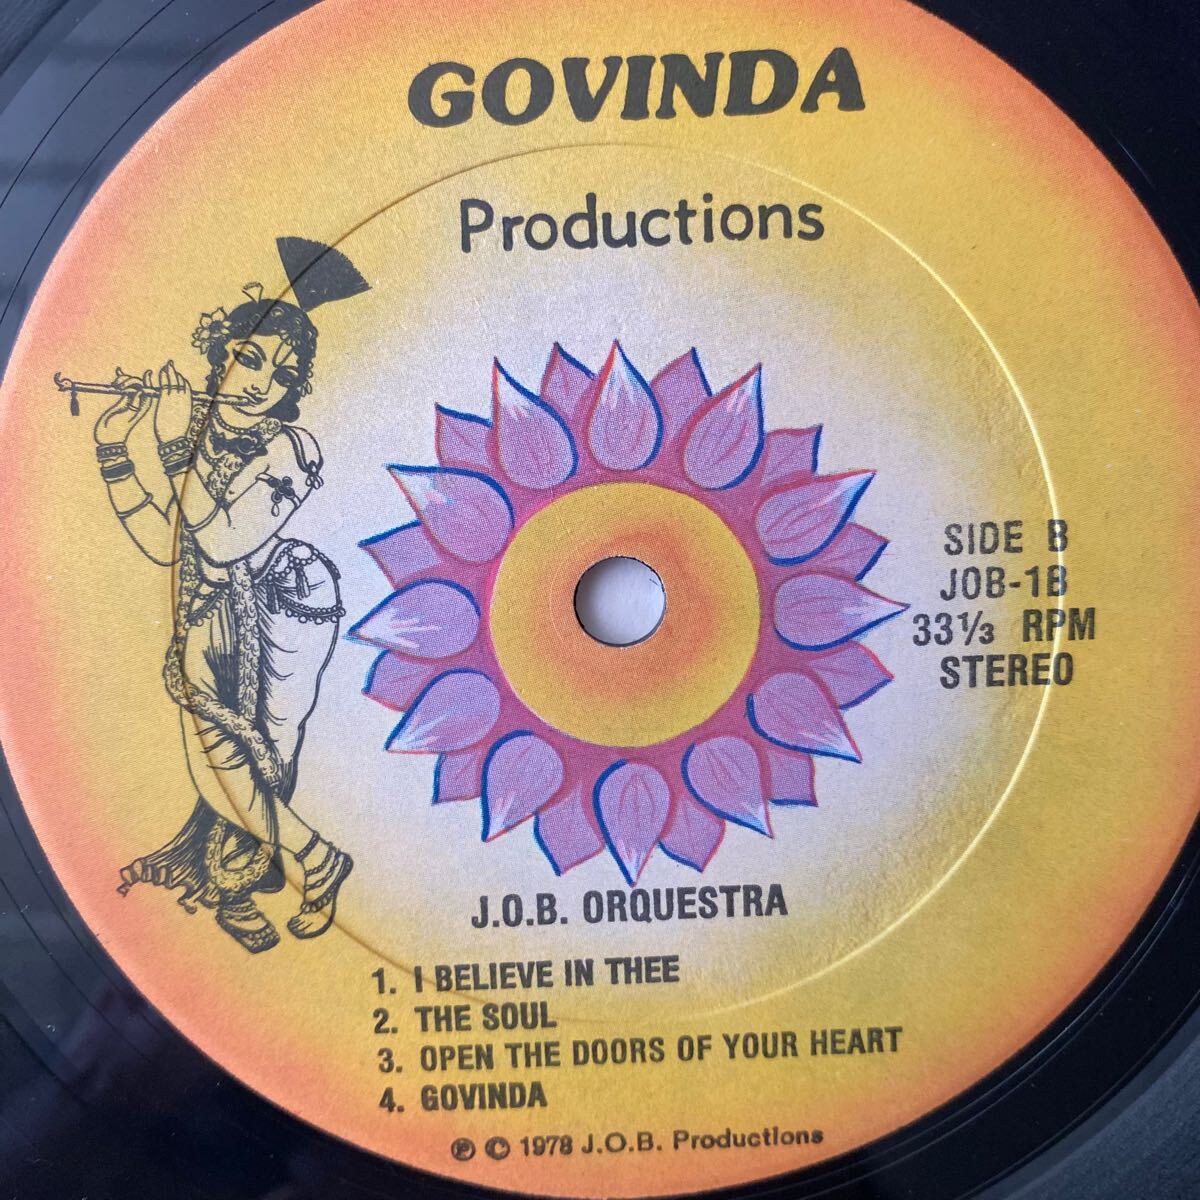 GOVINDA
Productions
SIDE B
JOB-1B
33⅓ RPM
STEREO
J.O.B. ORQUESTRA
1. I BELIEVE IN THEE
2. THE SOUL
3. OPEN THE DOORS OF YOUR HEART
4. GOVINDA
℗ © 1978 J.O.B. Productions